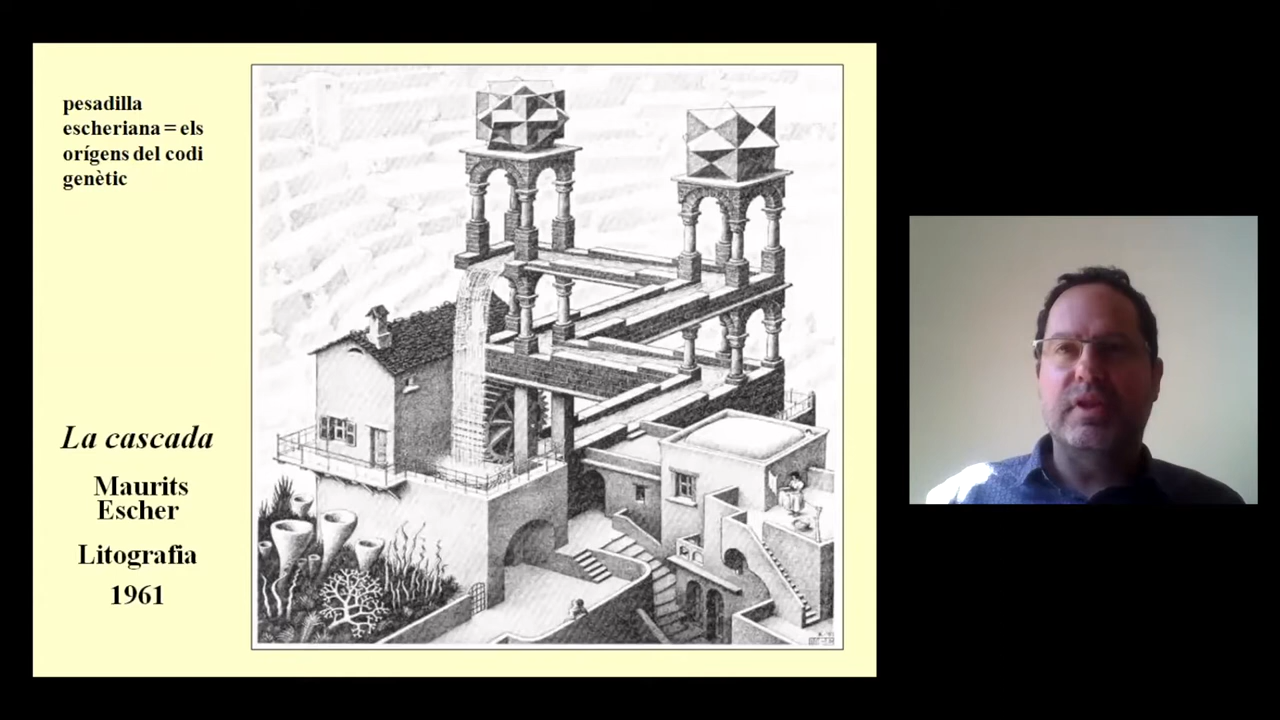 pesadilla
escheriana = els
orígens del codi
genètic
La cascada
Maurits
Escher
Litografia
1961